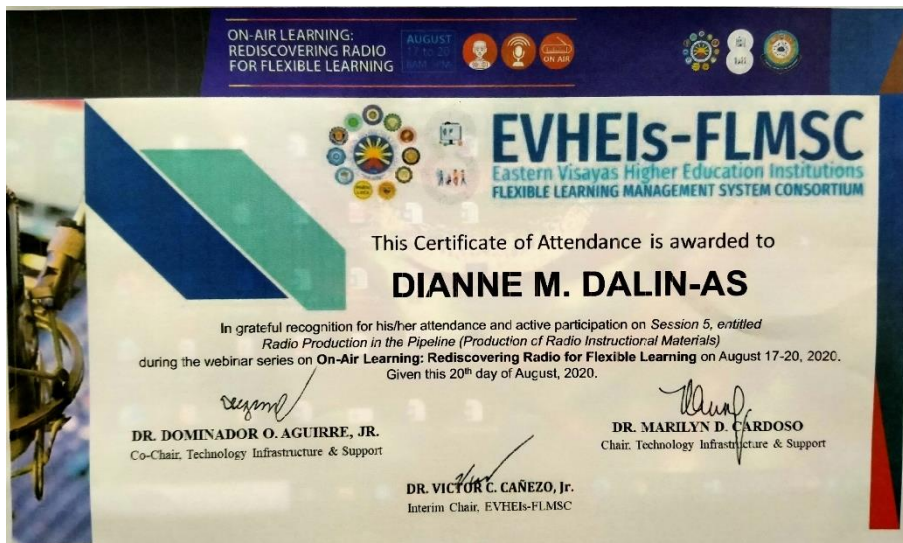 ON-AIR LEARNING:
REDISCOVERING RADIO
FOR FLEXIBLE LEARNING
AUGUST
17 to 20
ON AIR
EVHEIs-FLMSC
Eastern Visayas Higher Education Institutions
FLEXIBLE LEARNING MANAGEMENT SYSTEM CONSORTIUM
This Certificate of Attendance is awarded to
DIANNE M. DALIN-AS
In grateful recognition for his/her attendance and active participation on Session 5, entitled
Radio Production in the Pipeline (Production of Radio Instructional Materials)
during the webinar series on On-Air Learning: Rediscovering Radio for Flexible Learning on August 17-20, 2020.
Given this 20th day of August, 2020.
DR. DOMINADOR O. AGUIRRE, JR.
Co-Chair, Technology Infrastructure & Support
DR. MARILYN D. CARDOSO
Chair, Technology Infrastructure & Support
DR. VICTOR C. CAÑEZO, Jr.
Interim Chair, EVHEIs-FLMSC